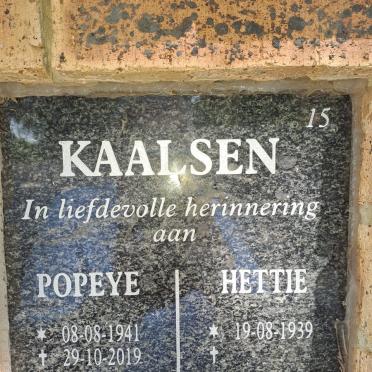 15
KAALSEN
In liefdevolle herinnering
aan
POPEYE HETTIE
* 08-08-1941 * 19-08-1939
† 29-10-2019 †